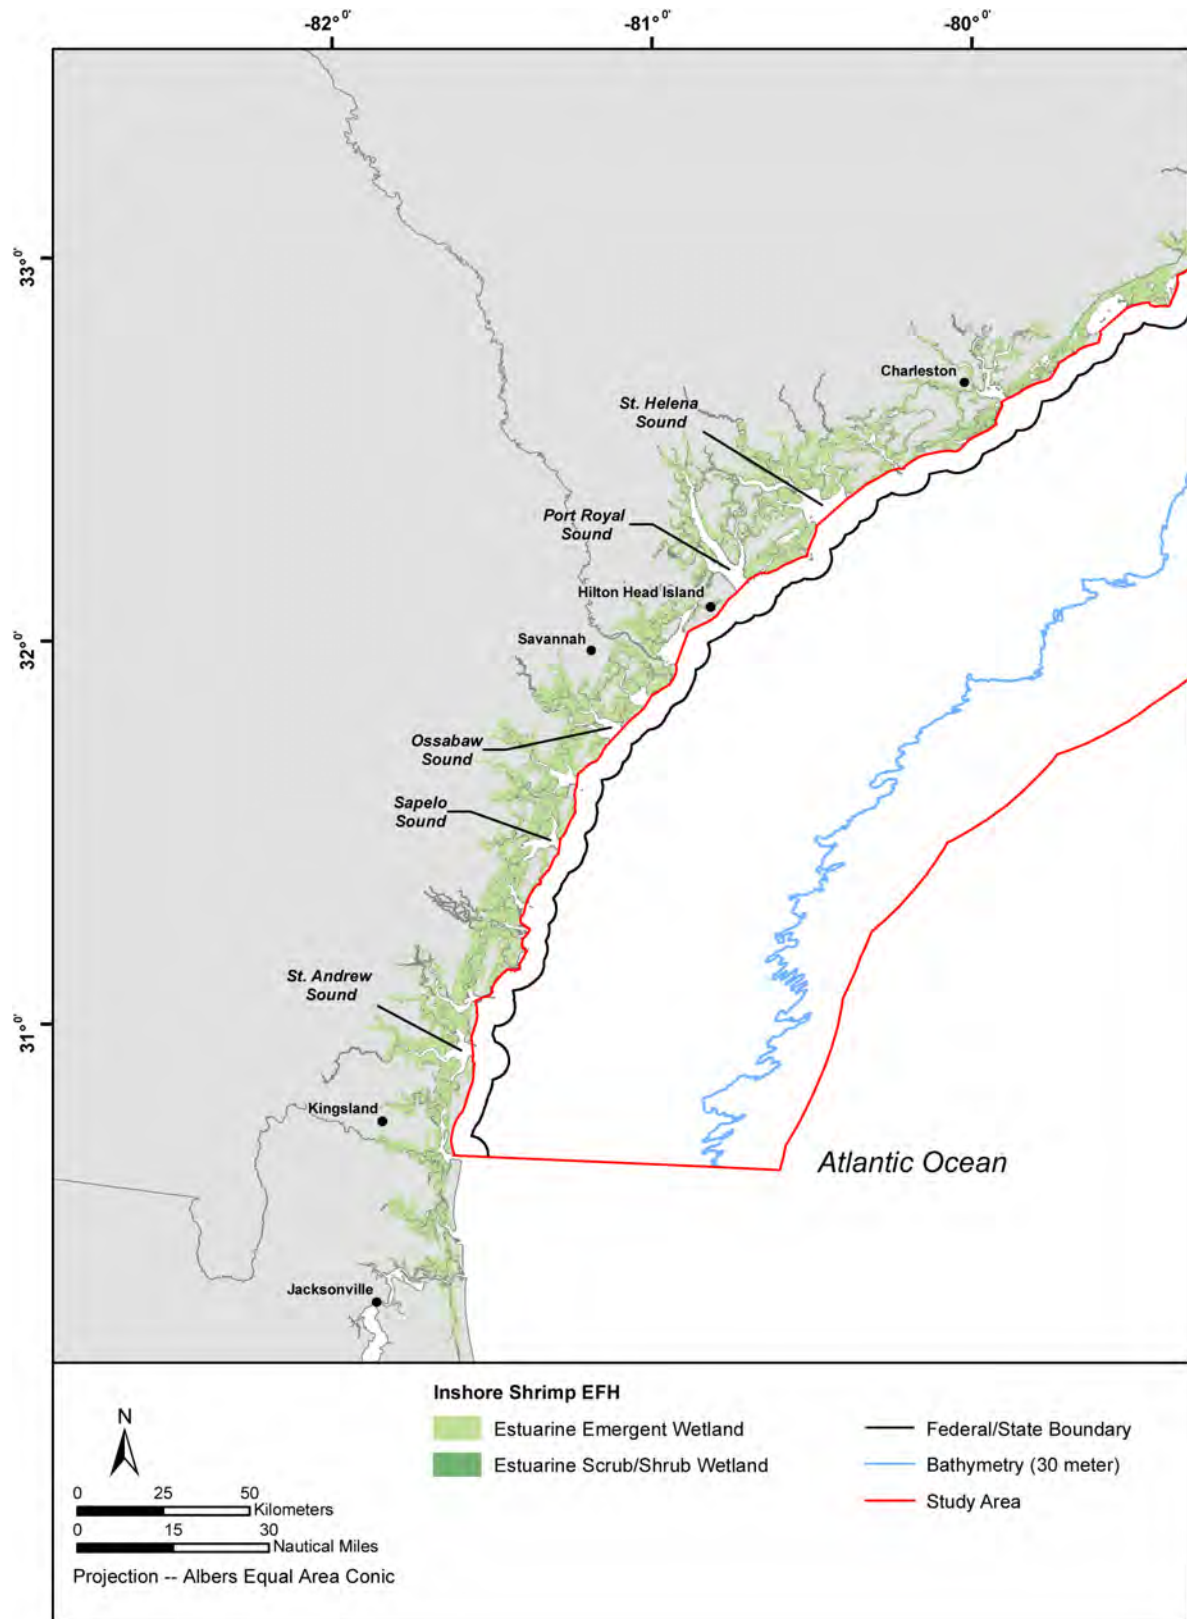 -82°0'
-81°0'
-80°0'
33°0'
Charleston
St. Helena
Sound
Port Royal
Sound
Hilton Head Island
32°0'
Savannah
Ossabaw
Sound
Sapelo
Sound
St. Andrew
Sound
31°0'
Kingsland
Atlantic Ocean
Jacksonville
N
0 25 50
Kilometers
0 15 30
Nautical Miles
Projection -- Albers Equal Area Conic
Inshore Shrimp EFH
Estuarine Emergent Wetland
Estuarine Scrub/Shrub Wetland
Federal/State Boundary
Bathymetry (30 meter)
Study Area